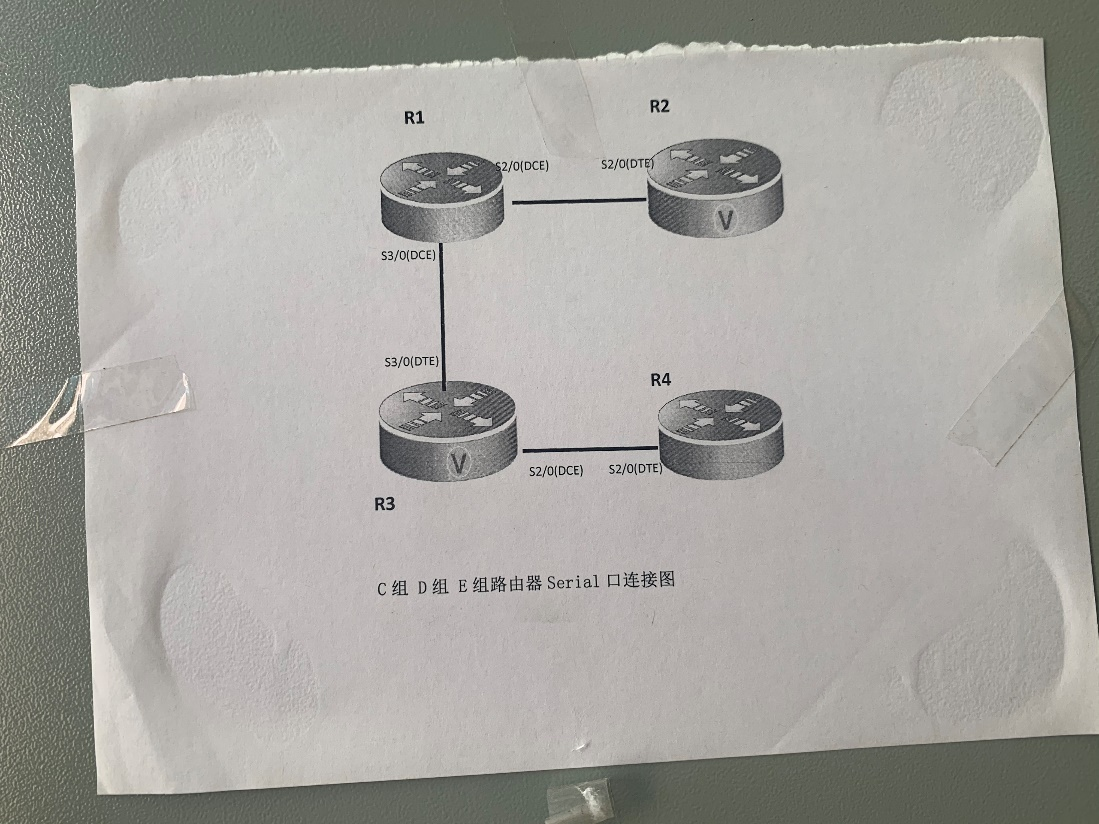 R1
R2
S2/0(DCE)
S2/0(DTE)
V
S3/0(DCE)
S3/0(DTE)
R4
V
S2/0(DCE)
S2/0(DTE)
R3
C组 D组 E组路由器Serial口连接图